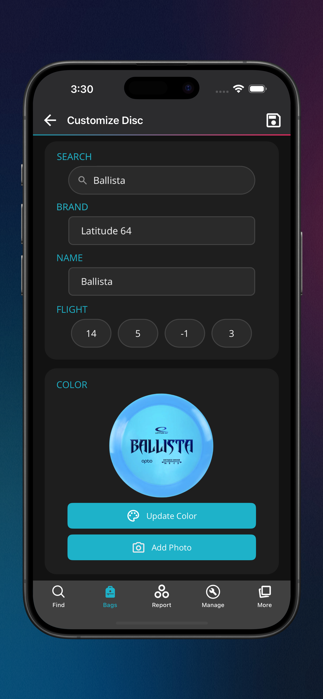 3:30
Customize Disc
SEARCH
Ballista
BRAND
Latitude 64
NAME
Ballista
FLIGHT
14 5 -1 3
COLOR
BALLISTA
opto
Update Color
Add Photo
Find Bags Report Manage More